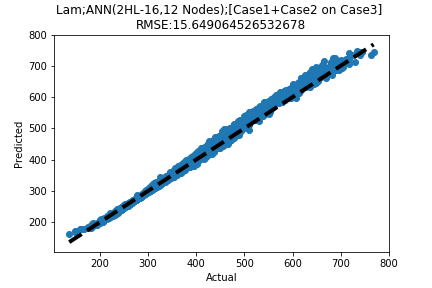 Lam;ANN(2HL-16,12 Nodes);[Case1+Case2 on Case3]
RMSE:15.649064526532678
800
700
600
500
400
300
200
Predicted
200 300 400 500 600 700 800
Actual